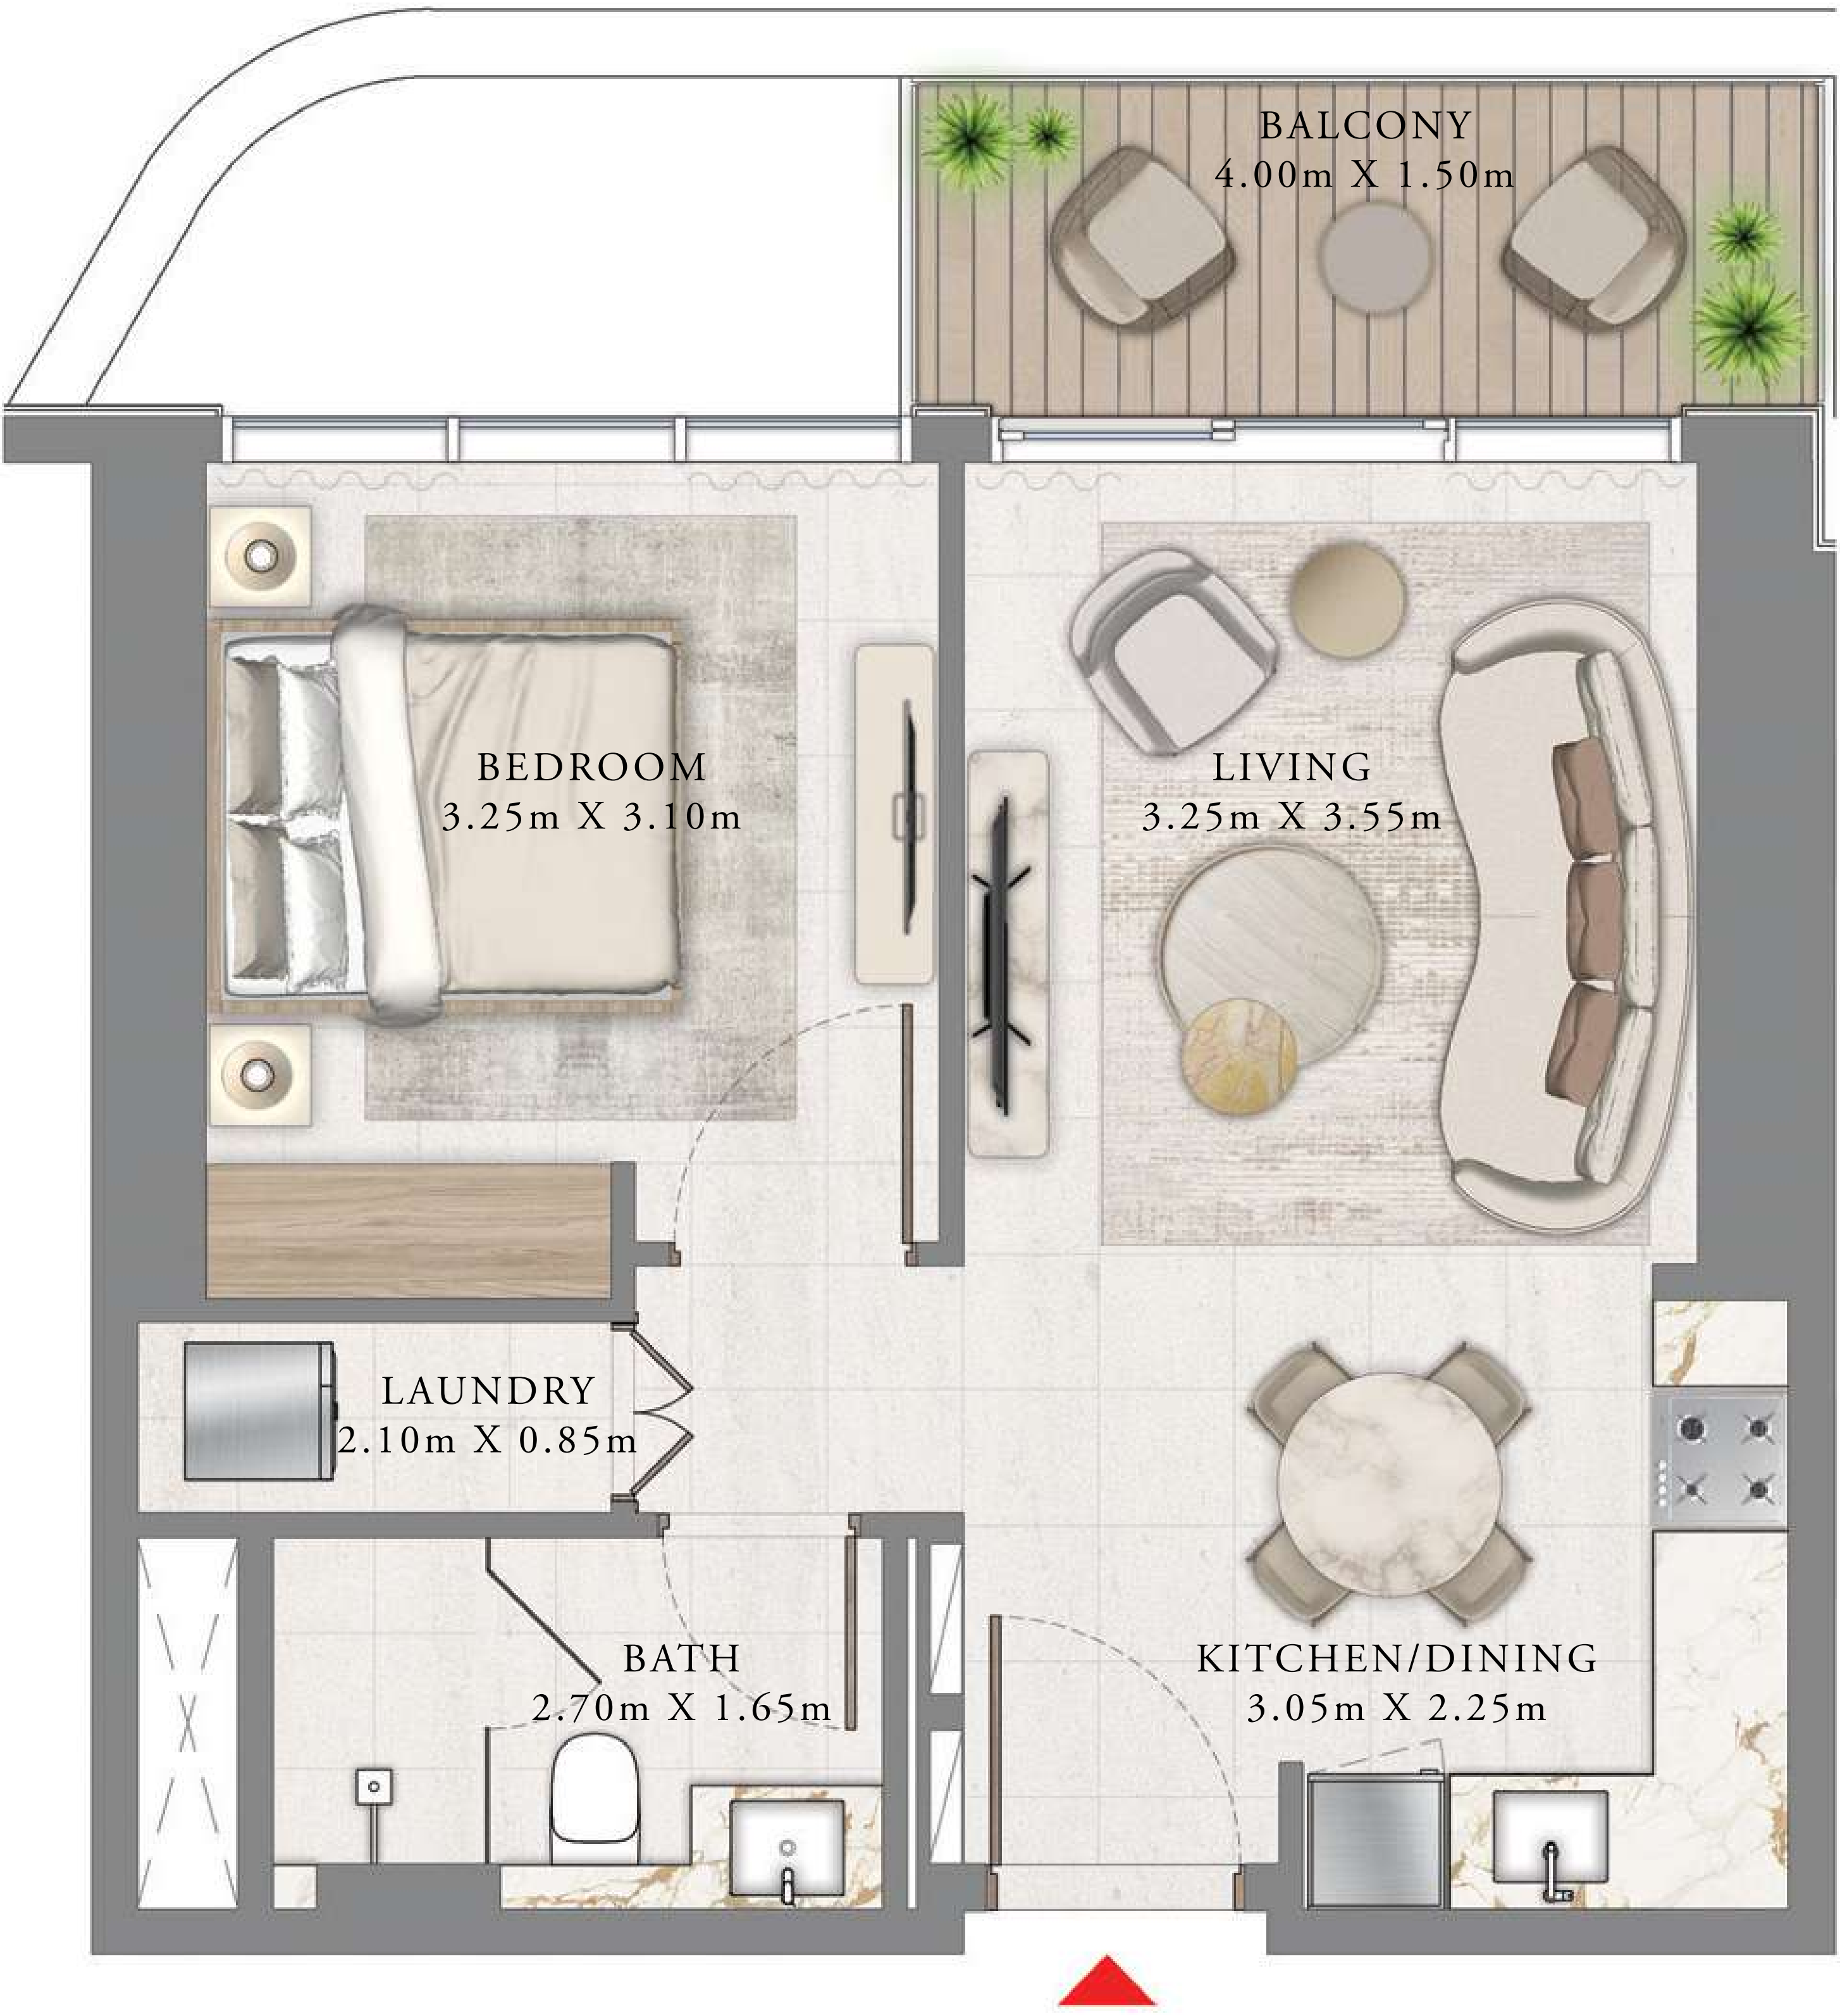 BALCONY
4.00m X 1.50m
BEDROOM
3.25m X 3.10m
LIVING
3.25m X 3.55m
LAUNDRY
2.10m X 0.85m
BATH
2.70m X 1.65m
KITCHEN/DINING
3.05m X 2.25m